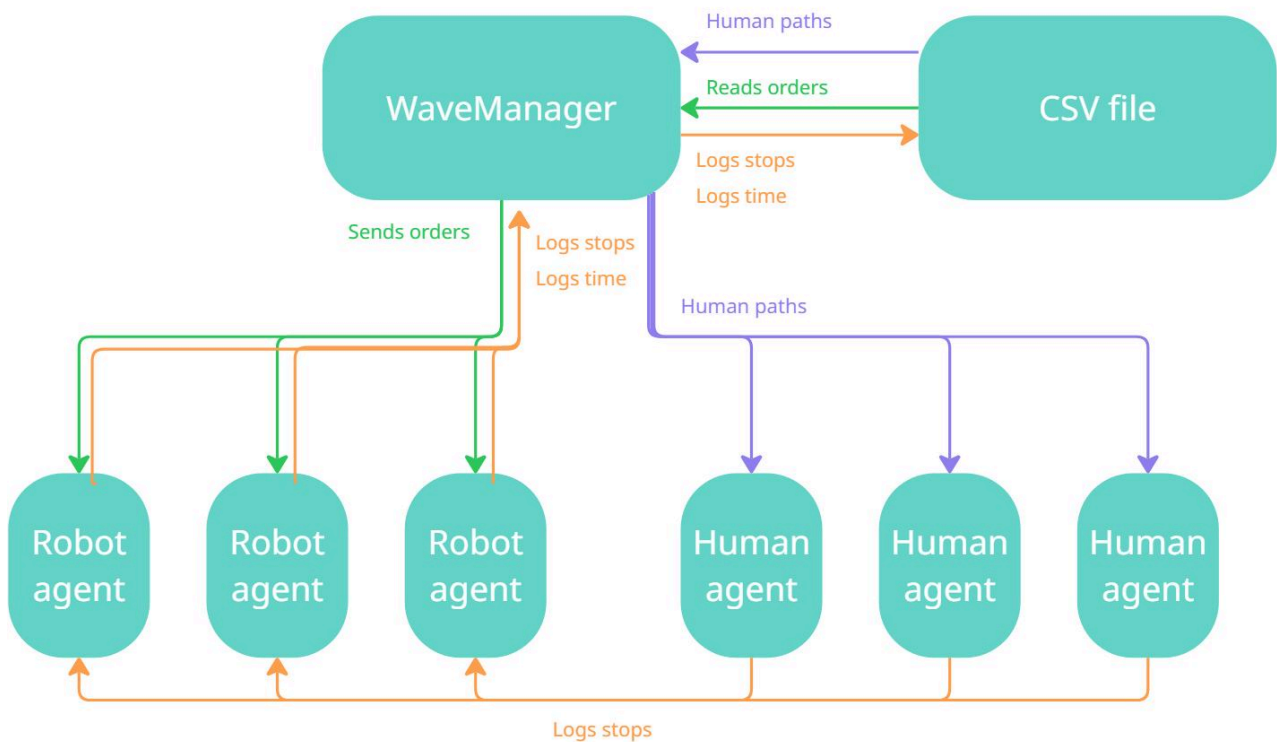 Human paths
WaveManager
Reads orders
CSV file
Logs stops
Logs time
Sends orders
Logs stops
Logs time
Human paths
Robot
agent
Robot
agent
Robot
agent
Human
agent
Human
agent
Human
agent
Logs stops